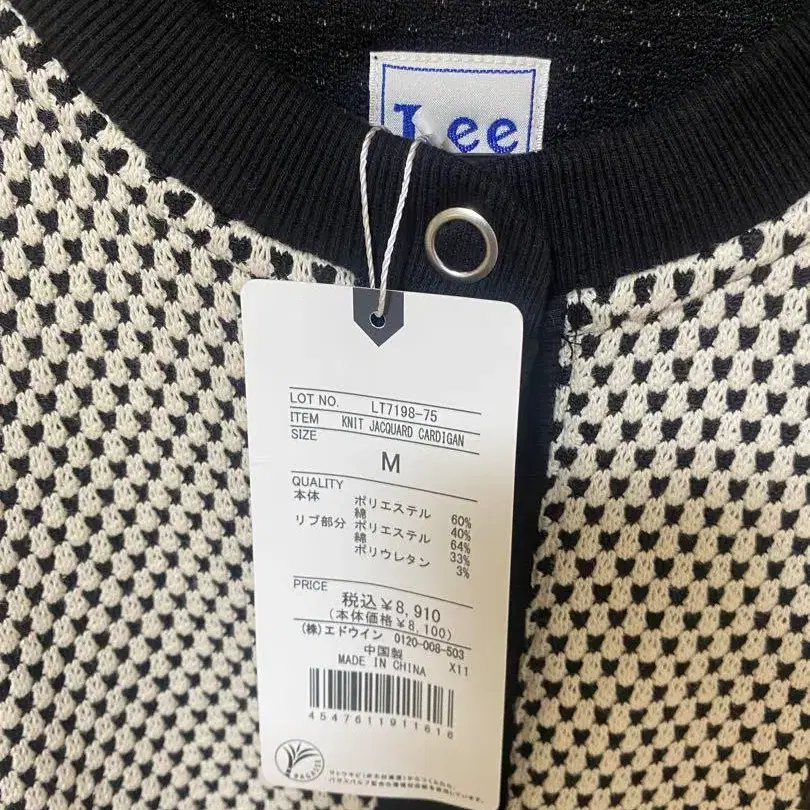 Lee
LOT NO. LT7198-75
ITEM KNIT JACQUARD CARDIGAN
SIZE
M
QUALITY
本体 ポリエステル 60%
綿 40%
リブ部分 ポリエステル 64%
綿 33%
ポリウレタン 3%
PRICE
税込¥8,910
(本体価格¥8,100)
(株)エドウイン 0120-008-503
中国製
MADE IN CHINA X11
4547611911616
BAGASSE